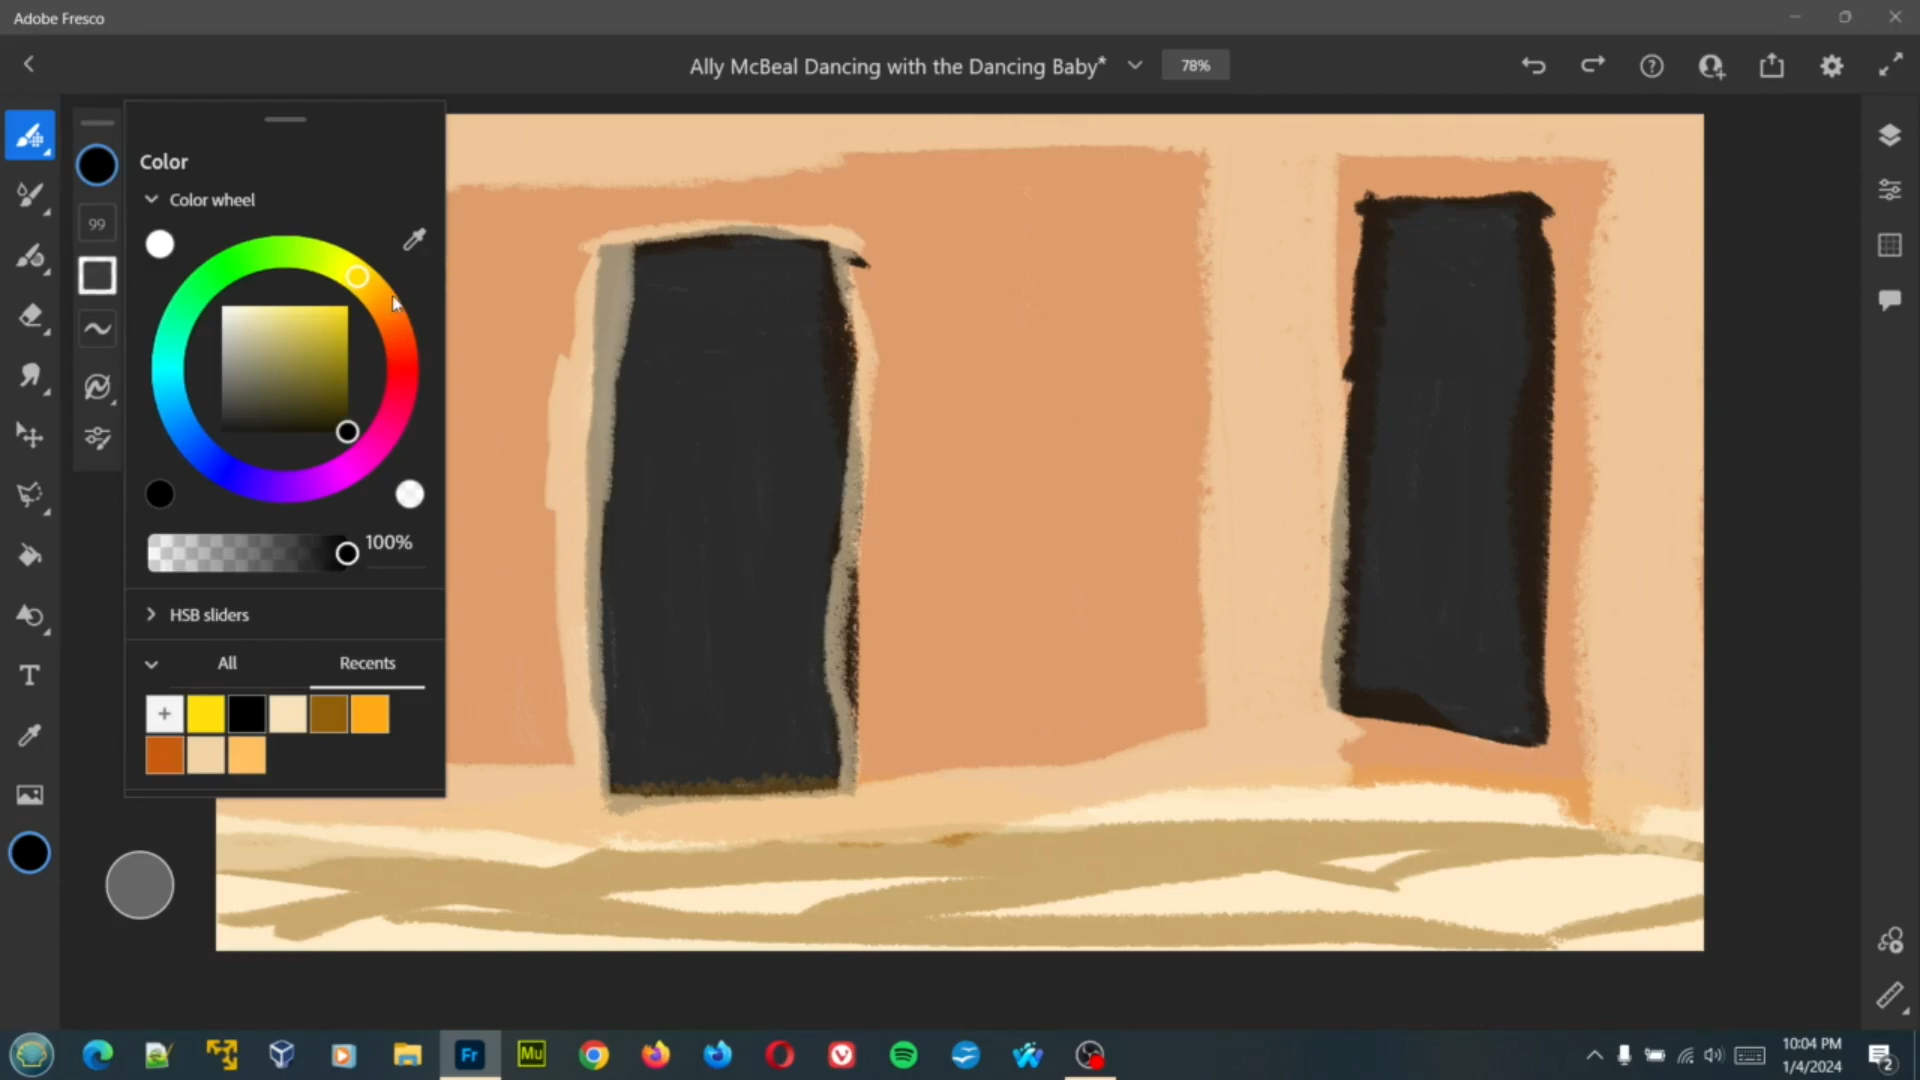 Adobe Fresco
Ally McBeal Dancing with the Dancing Baby*
78%
Color
Color wheel
99
100%
HSB sliders
All
Recents
Fr
Mu
10:04 PM
1/4/2024
2